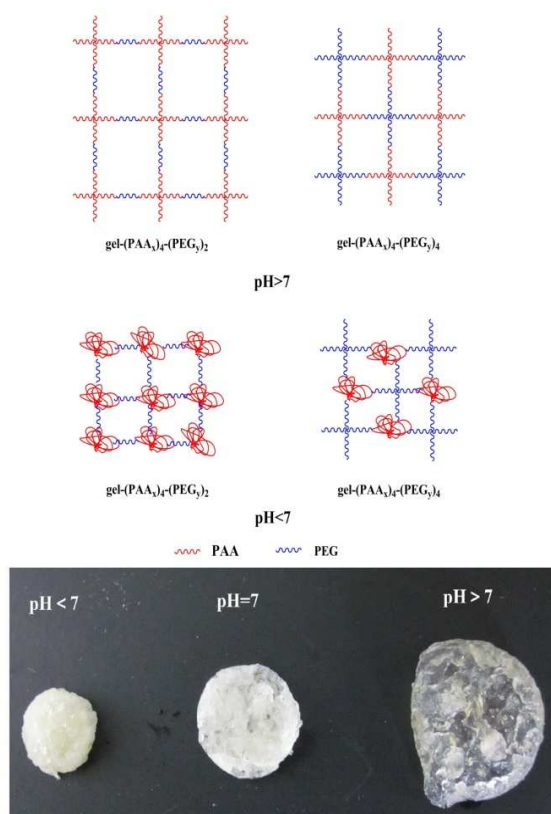 gel-(PAAx)4-(PEGy)2 gel-(PAAx)4-(PEGy)4
pH>7
gel-(PAAx)4-(PEGy)2 gel-(PAAx)4-(PEGy)4
pH<7
PAA PEG
pH < 7 pH=7 pH > 7